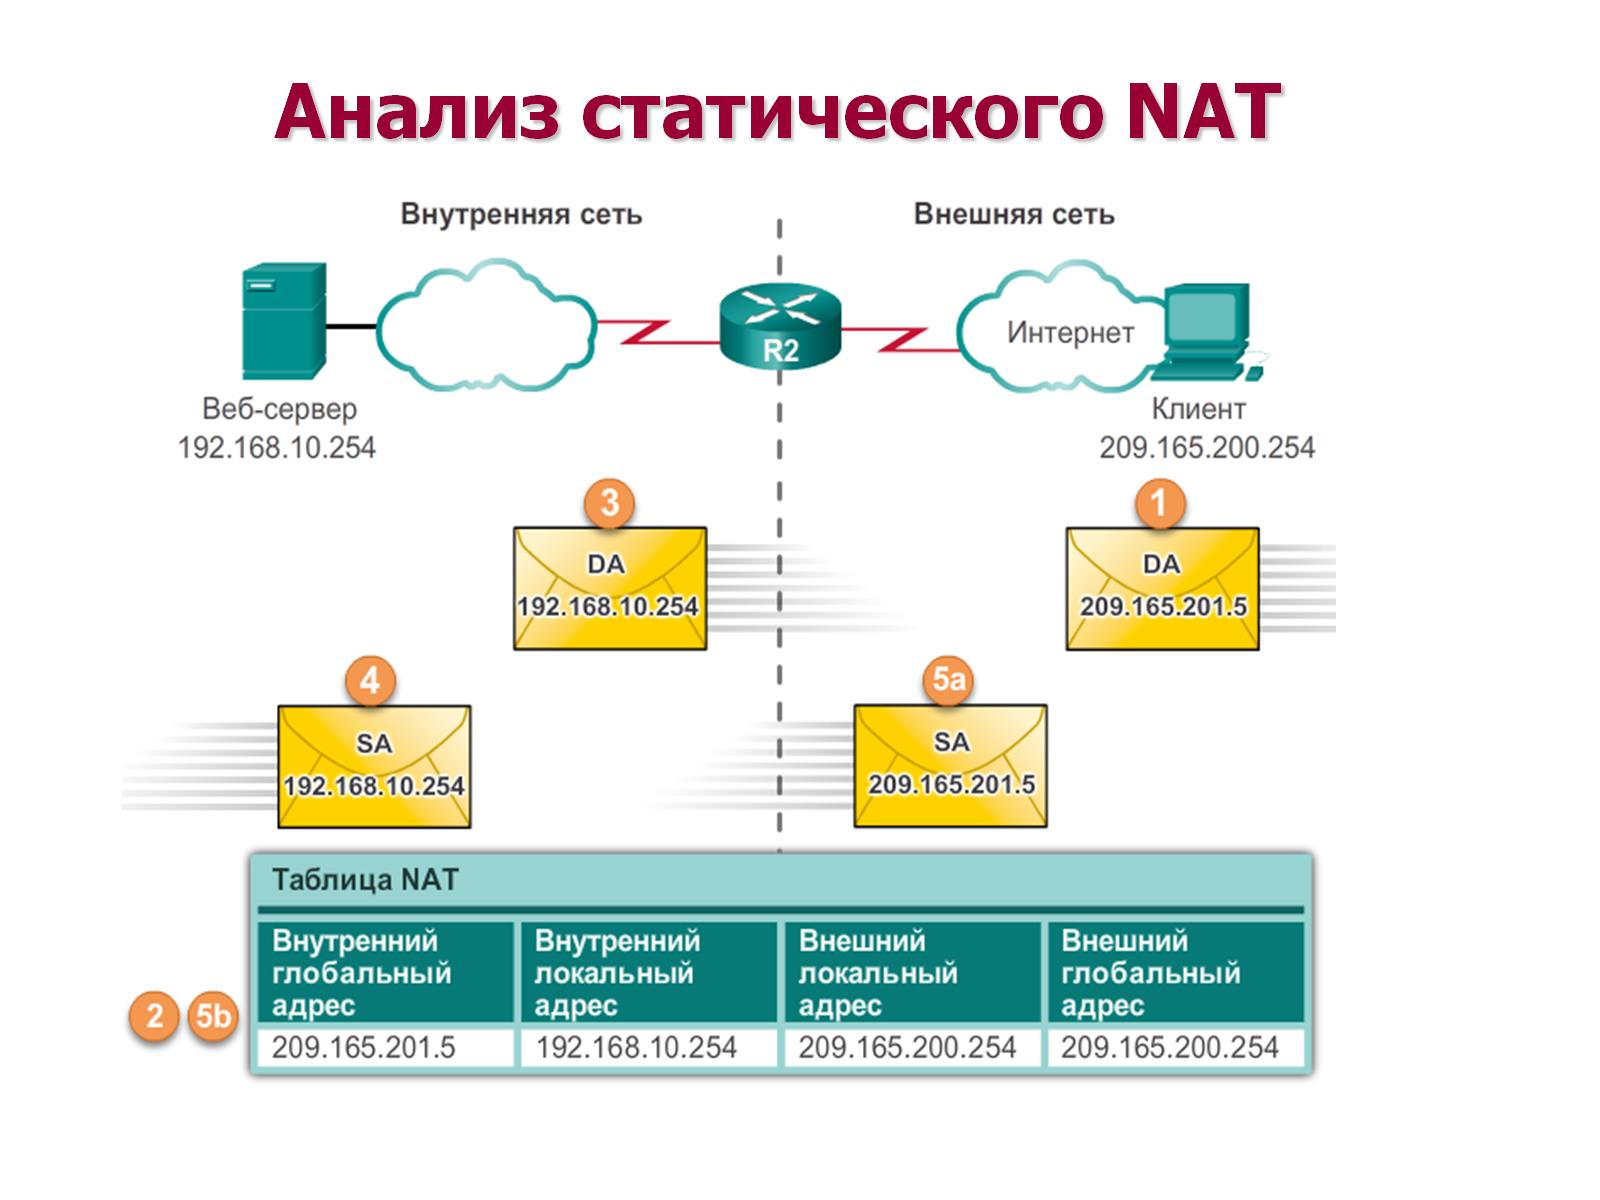 Анализ статического NAT
Внутренняя сеть
Внешняя сеть
R2
Интернет
Веб-сервер
192.168.10.254
Клиент
209.165.200.254
3
DA
192.168.10.254
1
DA
209.165.201.5
4
SA
192.168.10.254
5a
SA
209.165.201.5
Таблица NAT
Внутренний
глобальный
адрес
Внутренний
локальный
адрес
Внешний
локальный
адрес
Внешний
глобальный
адрес
2
5b
209.165.201.5
192.168.10.254
209.165.200.254
209.165.200.254